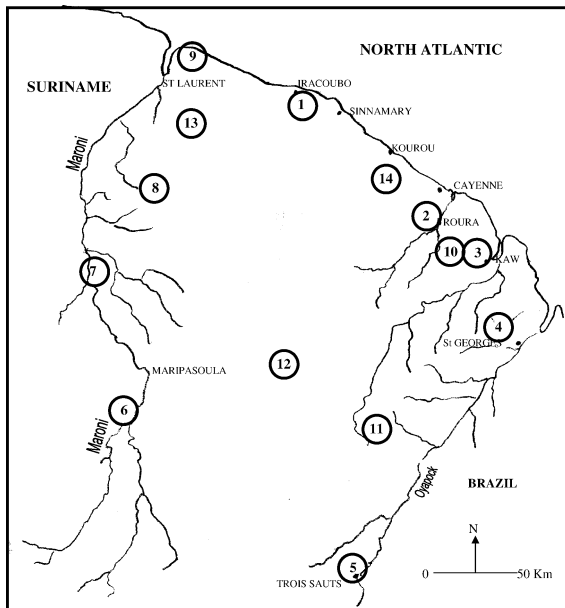 NORTH ATLANTIC
9
SURINAME
ST LAURENT
IRACOUBO
1
SINNAMARY
13
Maroni
KOUROU
14
8
CAYENNE
2
ROURA
10
3
KAW
7
4
St GEORGES
12
MARIPASOULA
6
11
Maroni
Oyapock
BRAZIL
N
5
TROIS SAUTS
0
50 Km